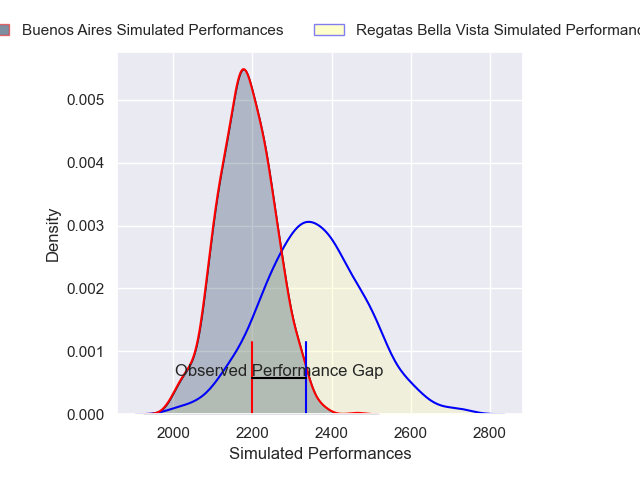 Buenos Aires Simulated Performances
Regatas Bella Vista Simulated
0.005
0.004
0.003
0.002
0.001
0.000
Density
Observed Performance Gap
2000 2200 2400 2600 2800
Simulated Performances